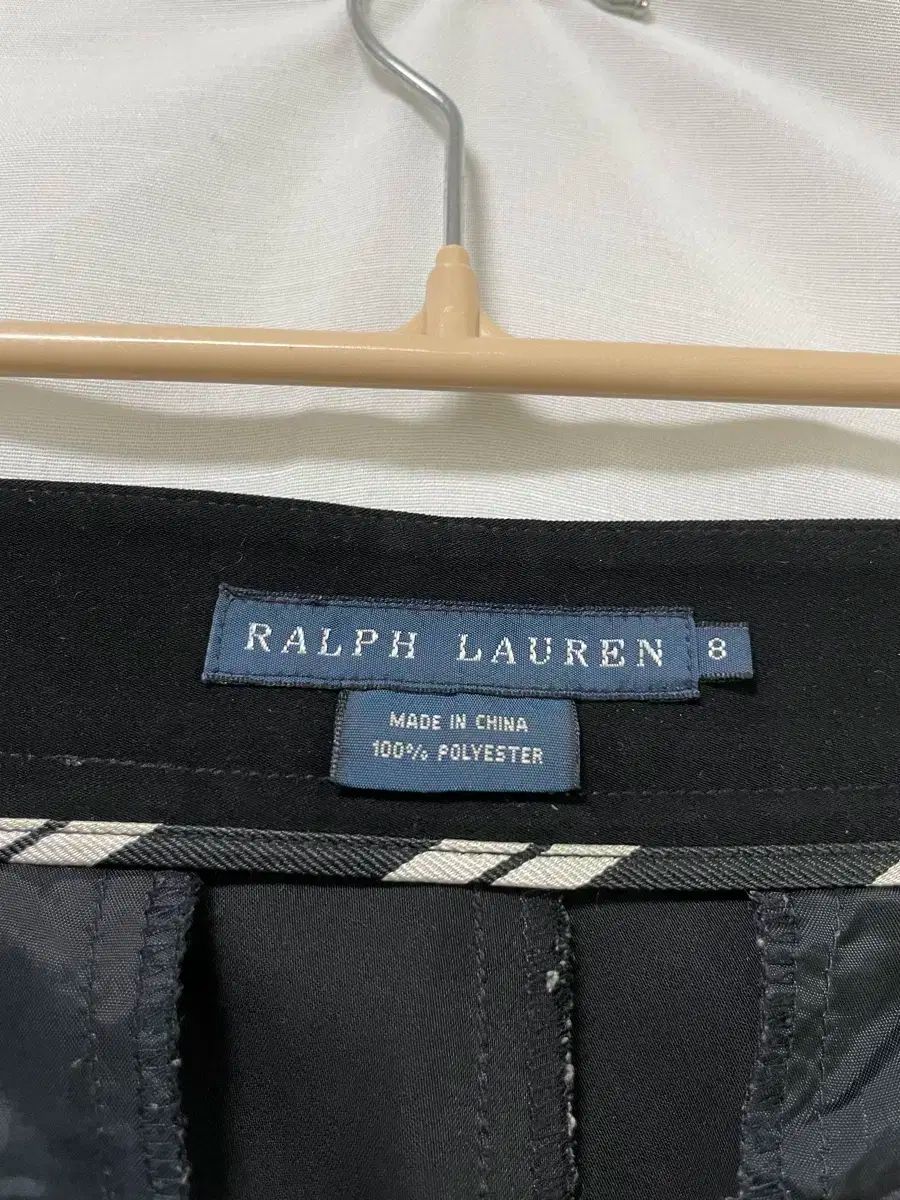 RALPH LAUREN 8
MADE IN CHINA
100% POLYESTER